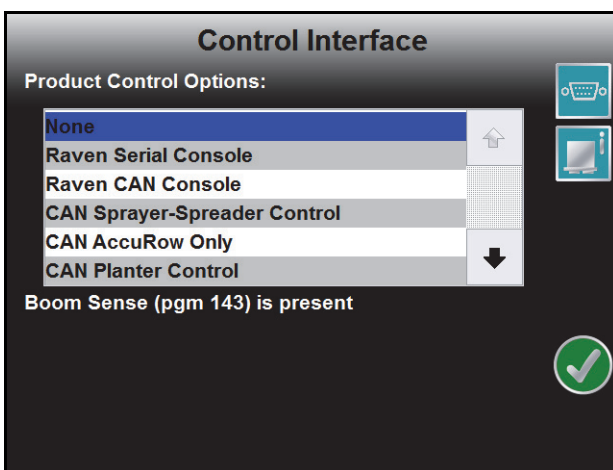 Control Interface
Product Control Options:
None
Raven Serial Console
Raven CAN Console
CAN Sprayer-Spreader Control
CAN AccuRow Only
CAN Planter Control
Boom Sense (pgm 143) is present